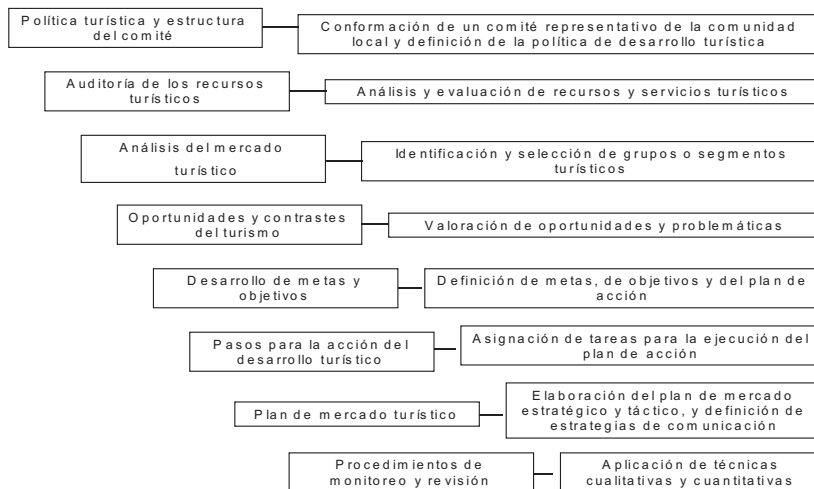 Política turística y estructura
del comité
Conformación de un comité representativo de la comunidad
local y definición de la política de desarrollo turística
Auditoría de los recursos
turísticos
Análisis y evaluación de recursos y servicios turísticos
Análisis del mercado
turístico
Identificación y selección de grupos o segmentos
turísticos
Oportunidades y contrastes
del turismo
Valoración de oportunidades y problemáticas
Desarrollo de metas y
objetivos
Definición de metas, de objetivos y del plan de
acción
Pasos para la acción del
desarrollo turístico
Asignación de tareas para la ejecución del
plan de acción
Plan de mercado turístico
Elaboración del plan de mercado
estratégico y táctico, y definición de
estrategias de comunicación
Procedimientos de
monitoreo y revisión
Aplicación de técnicas
cualitativas y cuantitativas